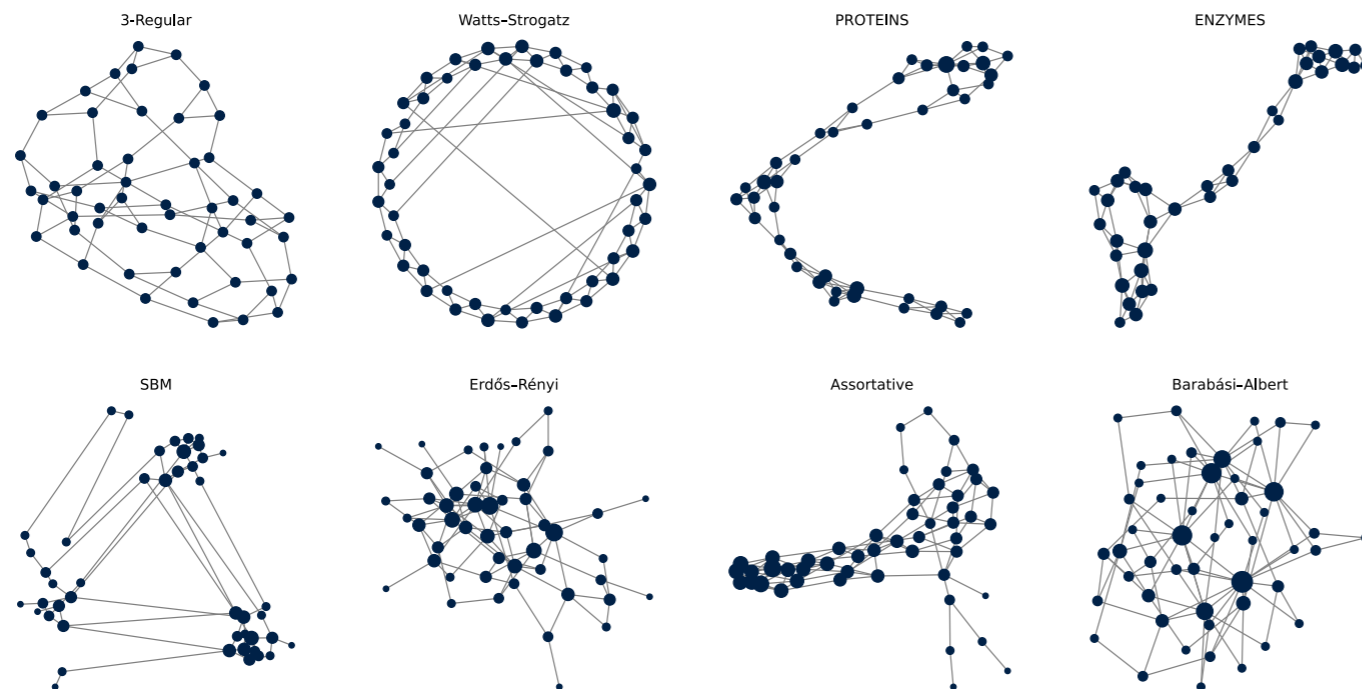 3-Regular
Watts–Strogatz
PROTEINS
ENZYMES
SBM
Erdős–Rényi
Assortative
Barabási–Albert